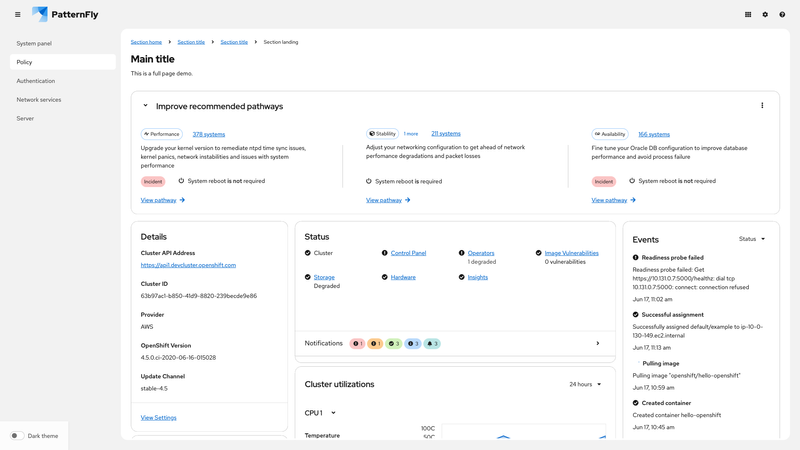 PatternFly
System panel
Policy
Authentication
Network services
Server
Dark theme
Section home
Section title
Section title
Section landing
Main title
This is a full page demo.
Improve recommended pathways
Performance
378 systems
Upgrade your kernel version to remediate ntpd time sync issues,
kernel panics, network instabilities and issues with system
performance
Incident
System reboot is not required
View pathway
Stability
1 more
211 systems
Adjust your networking configuration to get ahead of network
perfomance degradations and packet losses
System reboot is required
View pathway
Availability
166 systems
Fine tune your Oracle DB configuration to improve database
performance and avoid process failure
Incident
System reboot is not required
View pathway
Details
Cluster API Address
https://api1.devcluster.openshift.com
Cluster ID
63b97ac1-b850-41d9-8820-239becde9e86
Provider
AWS
OpenShift Version
4.5.0.ci-2020-06-16-015028
Update Channel
stable-4.5
View Settings
Status
Cluster
Control Panel
Operators
1 degraded
Image Vulnerabilities
0 vulnerabilities
Storage
Degraded
Hardware
Insights
Notifications
1
1
3
3
3
Cluster utilizations
24 hours
CPU 1
Temperature
100C
50C
Events
Status
Readiness probe failed
Readiness probe failed: Get
https://10.131.0.7:5000/healthz: dial tcp
10.131.0.7:5000: connect: connection refused
Jun 17, 11:02 am
Successful assignment
Successfully assigned default/example to ip-10-0-
130-149.ec2.internal
Jun 17, 11:13 am
Pulling image
Pulling image "openshift/hello-openshift"
Jun 17, 10:59 am
Created container
Created container hello-openshift
Jun 17, 10:45 am